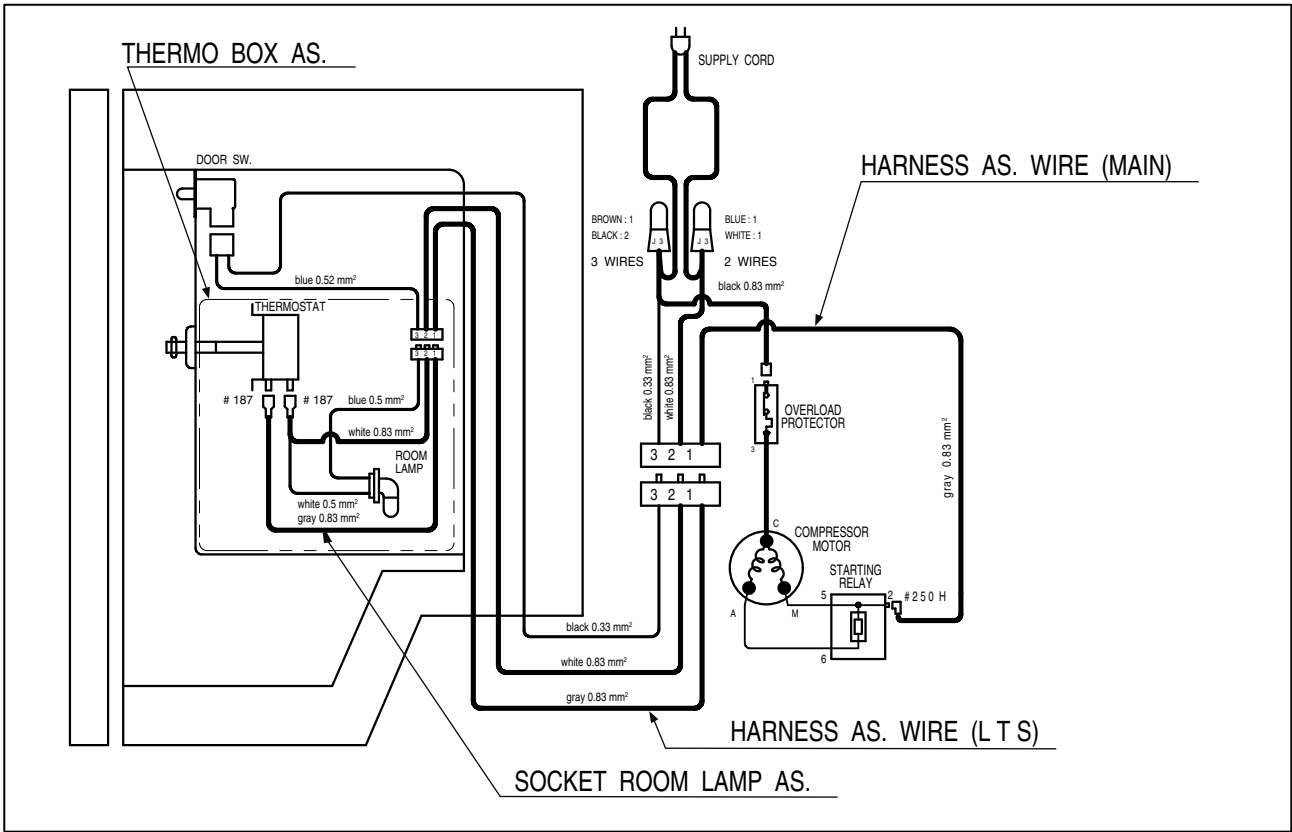 THERMO BOX AS.
SUPPLY CORD
DOOR SW.
HARNESS AS. WIRE (MAIN)
BROWN : 1
BLACK : 2
J 3
J 3
BLUE : 1
WHITE : 1
3 WIRES
2 WIRES
blue 0.52 mm²
black 0.83 mm²
THERMOSTAT
3 2 1
3 2 1
# 187
# 187
blue 0.5 mm²
white 0.83 mm²
ROOM
LAMP
white 0.5 mm²
gray 0.83 mm²
black 0.33 mm²
white 0.83 mm²
1
OVERLOAD
PROTECTOR
3
gray 0.83 mm²
3 2 1
3 2 1
C
COMPRESSOR
MOTOR
STARTING
RELAY
A
M
5
2
#250 H
6
black 0.33 mm²
white 0.83 mm²
gray 0.83 mm²
HARNESS AS. WIRE (L T S)
SOCKET ROOM LAMP AS.